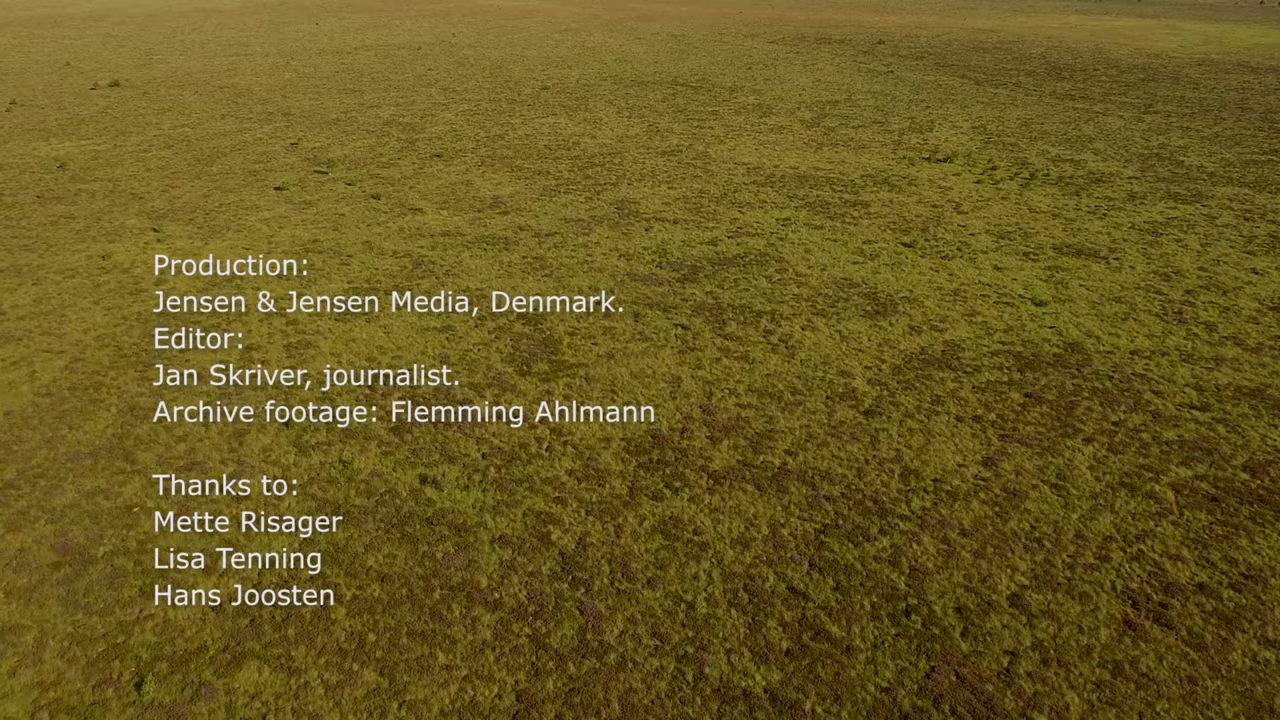 Production:
Jensen & Jensen Media, Denmark.
Editor:
Jan Skriver, journalist.
Archive footage: Flemming Ahlmann
Thanks to:
Mette Risager
Lisa Tenning
Hans Joosten